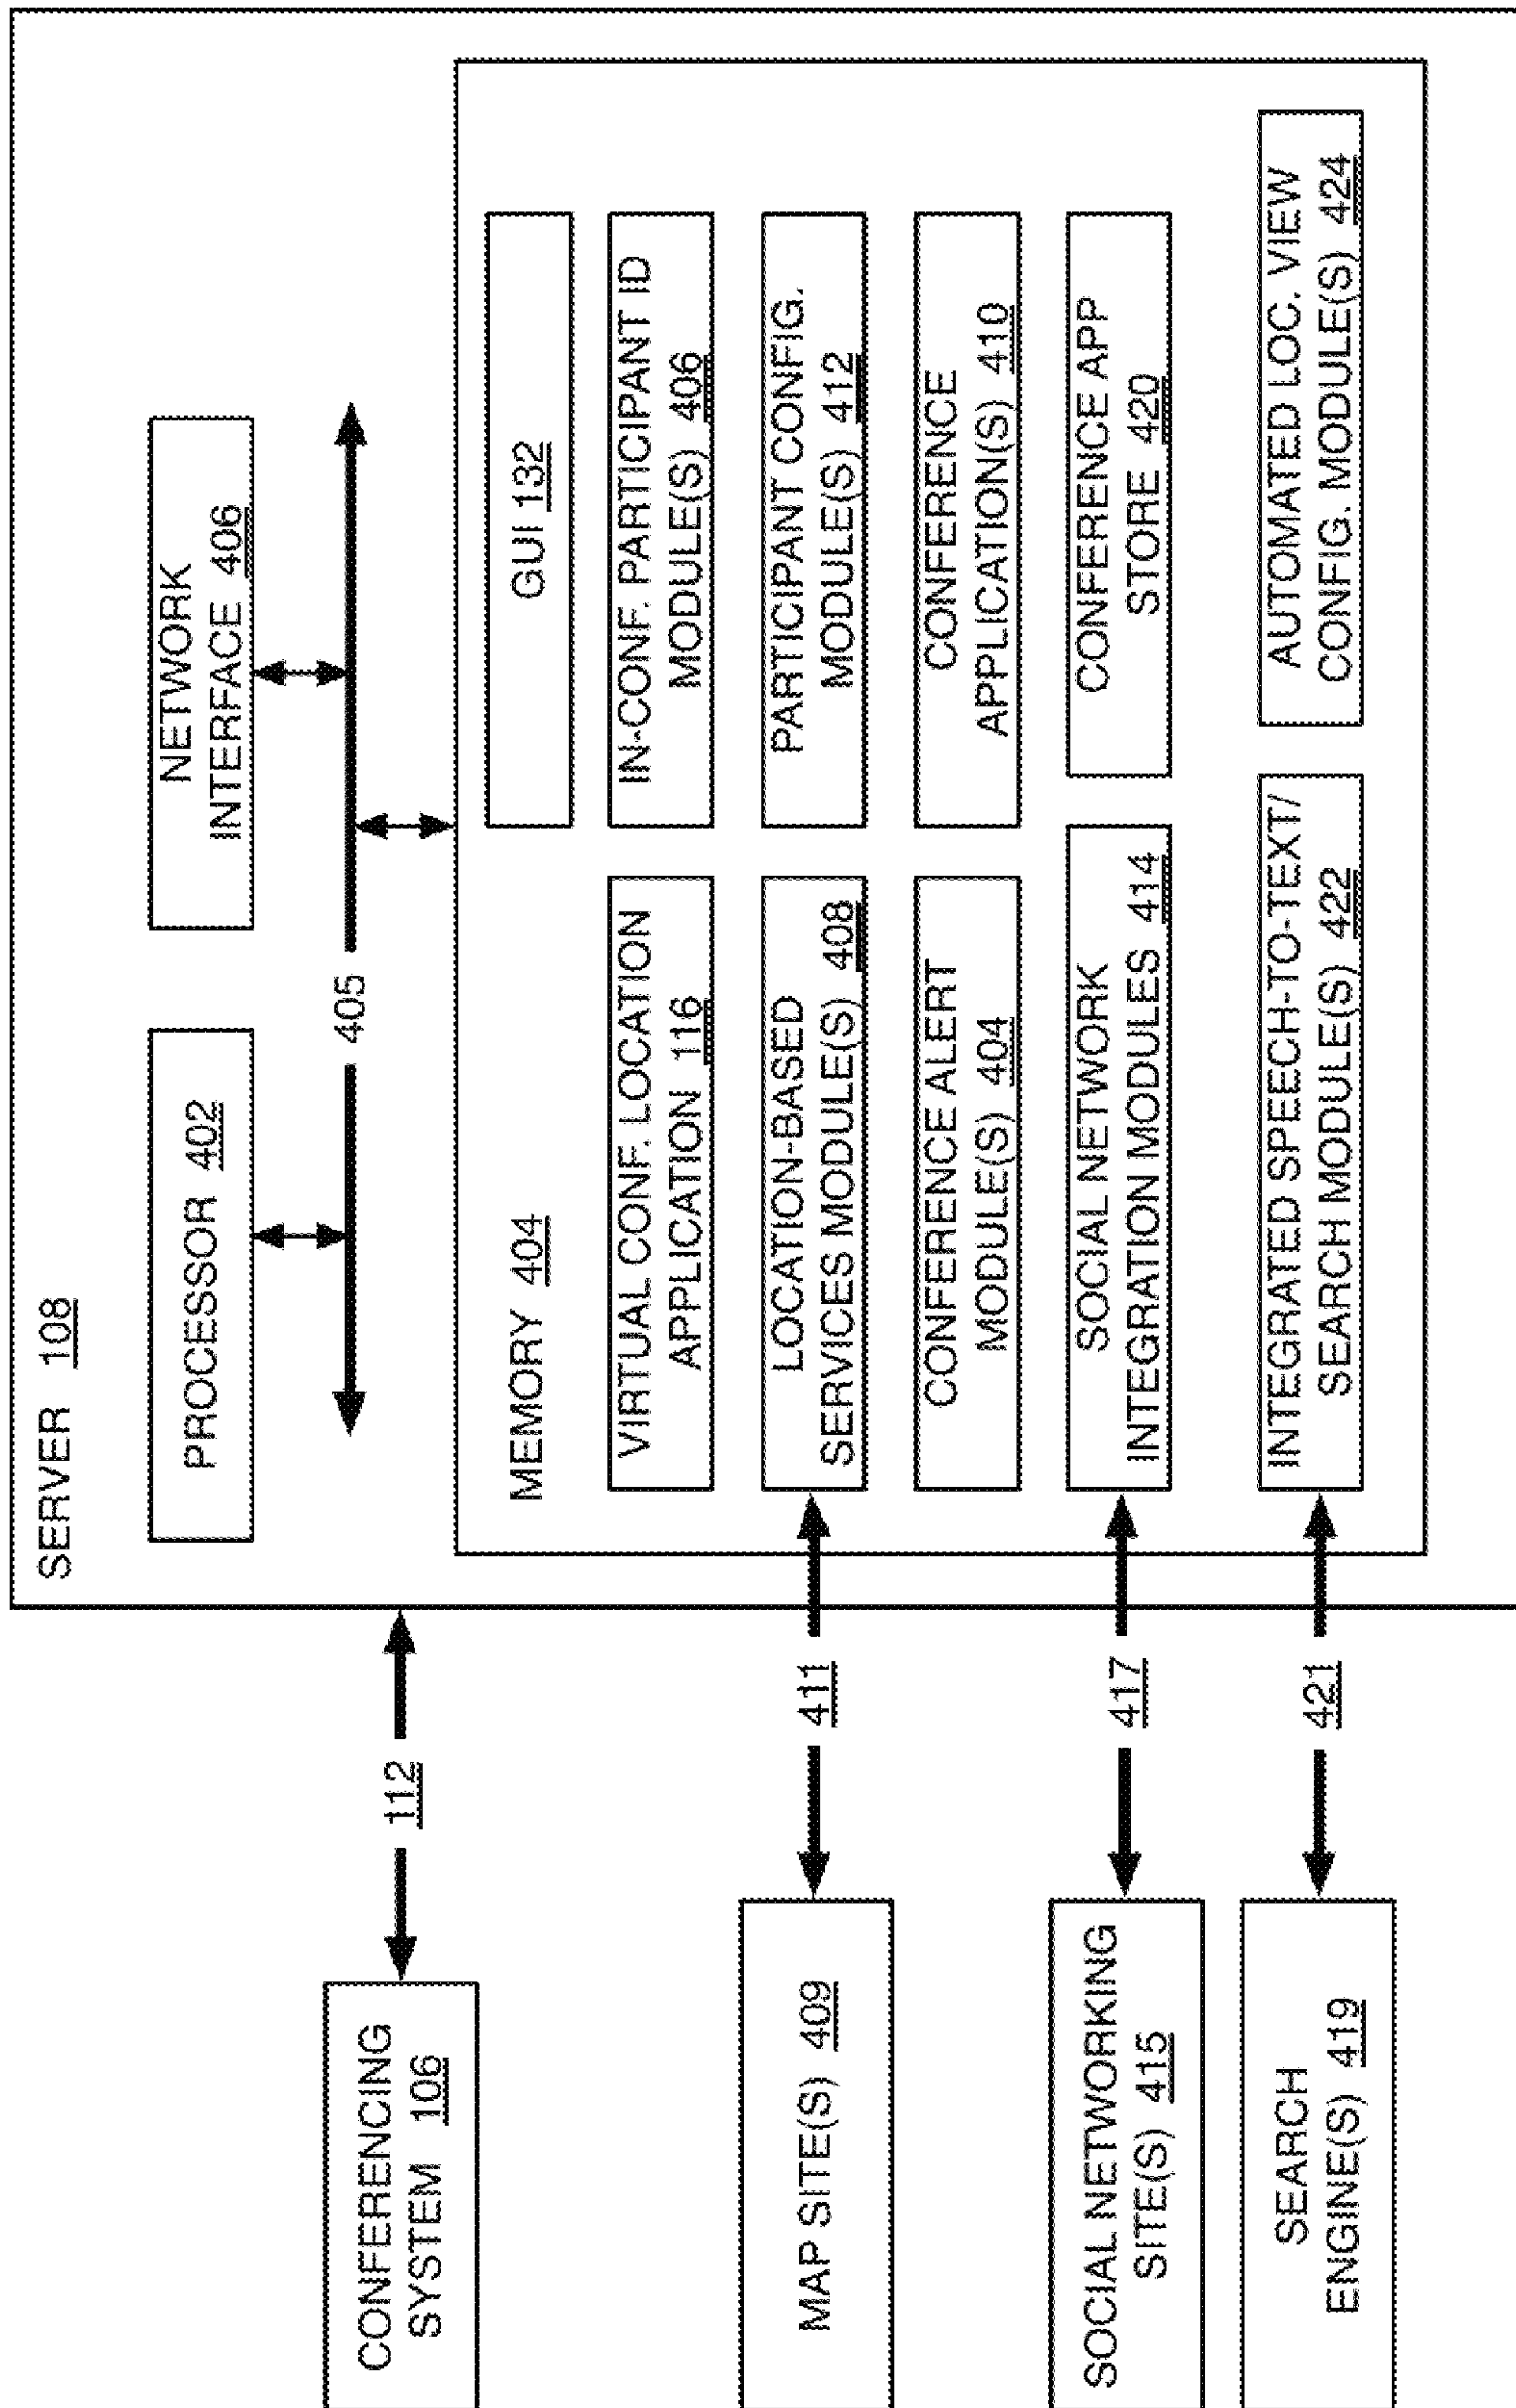 SERVER 108
PROCESSOR 402
NETWORK
INTERFACE 406
405
CONFERENCING
SYSTEM 106
112
MEMORY 404
GUI 132
VIRTUAL CONF. LOCATION
APPLICATION 116
IN-CONF. PARTICIPANT ID
MODULE(S) 406
MAP SITE(S) 409
411
LOCATION-BASED
SERVICES MODULE(S) 408
PARTICIPANT CONFIG.
MODULE(S) 412
CONFERENCE ALERT
MODULE(S) 404
CONFERENCE
APPLICATION(S) 410
SOCIAL NETWORKING
SITE(S) 415
417
SOCIAL NETWORK
INTEGRATION MODULES 414
CONFERENCE APP
STORE 420
SEARCH
ENGINE(S) 419
421
INTEGRATED SPEECH-TO-TEXT/
SEARCH MODULE(S) 422
AUTOMATED LOC. VIEW
CONFIG. MODULE(S) 424